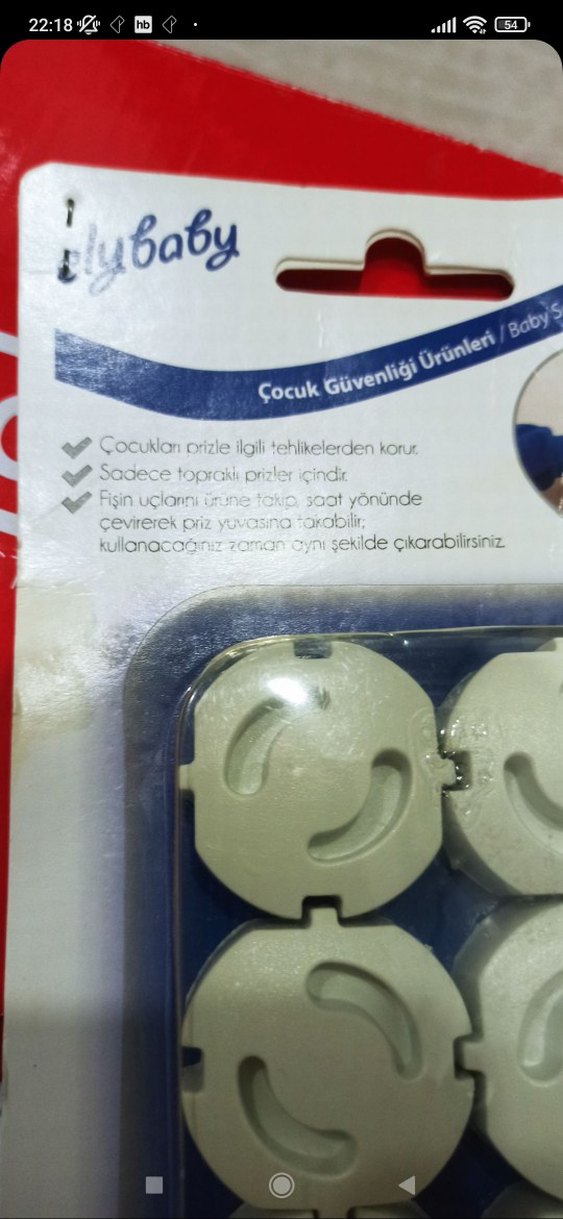 22:18
hb
54
lybaby
Çocuk Güvenliği Ürünleri / Baby S
Çocukları prizle ilgili tehlikelerden korur.
Sadece topraklı prizler içindir.
Fişin uçlarını ürüne takıp, saat yönünde
çevirerek priz yuvasına takabilir,
kullanacağınız zaman aynı şekilde çıkarabilirsiniz.